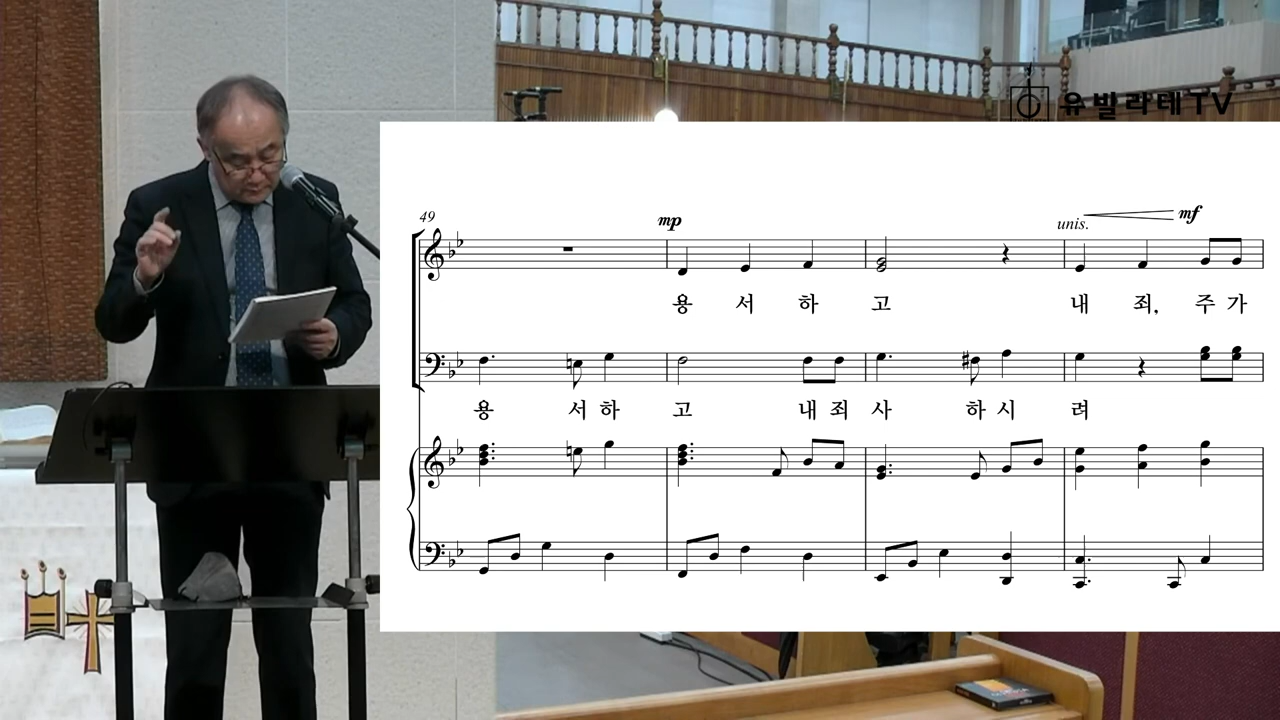 유빌라테TV
49
mp
unis.
mf
용 서 하 고 내 죄, 주 가
용 서 하 고 내 죄 사 하 시 려